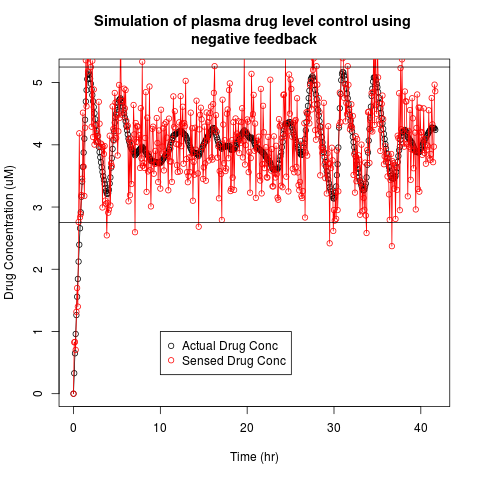 Simulation of plasma drug level control using
negative feedback
Drug Concentration (uM)
5
4
3
2
1
0
Actual Drug Conc
Sensed Drug Conc
0 10 20 30 40
Time (hr)